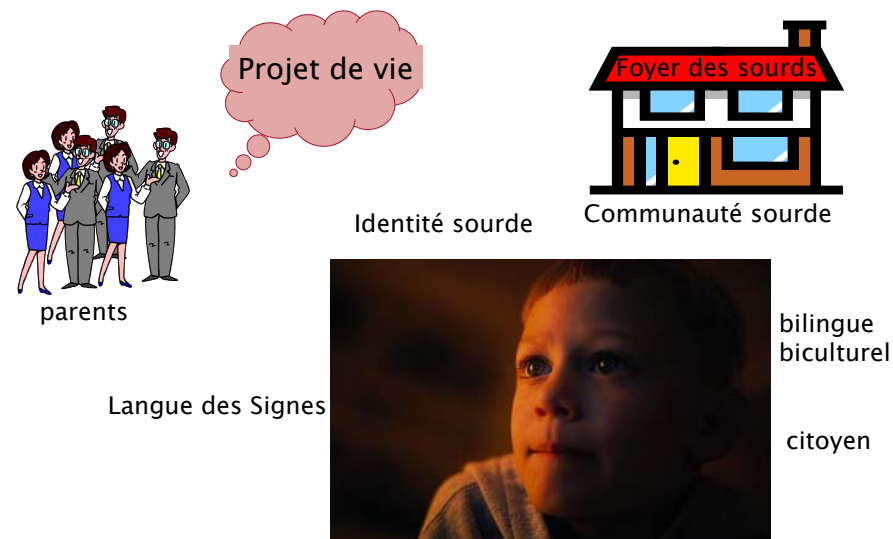 Projet de vie
Foyer des sourds
Communauté sourde
Identité sourde
parents
bilingue
biculturel
Langue des Signes
citoyen